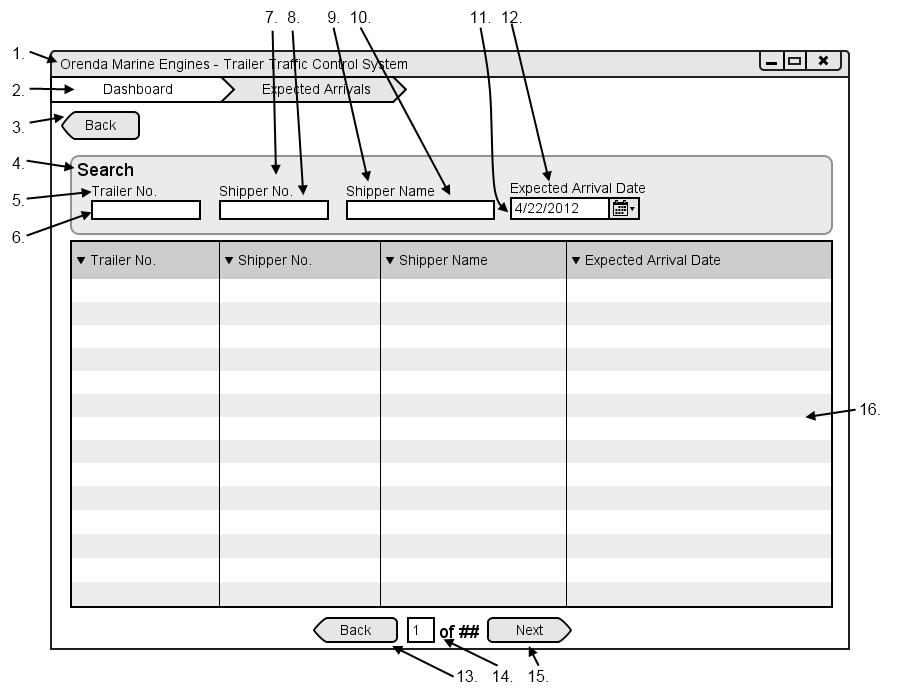 7. 8. 9. 10. 11. 12.
1. Orenda Marine Engines - Trailer Traffic Control System
2. Dashboard Expected Arrivals
3. Back
4. Search
5. Trailer No. Shipper No. Shipper Name Expected Arrival Date
6. 4/22/2012
Trailer No. Shipper No. Shipper Name Expected Arrival Date
16.
Back 1 of ## Next
13. 14. 15.